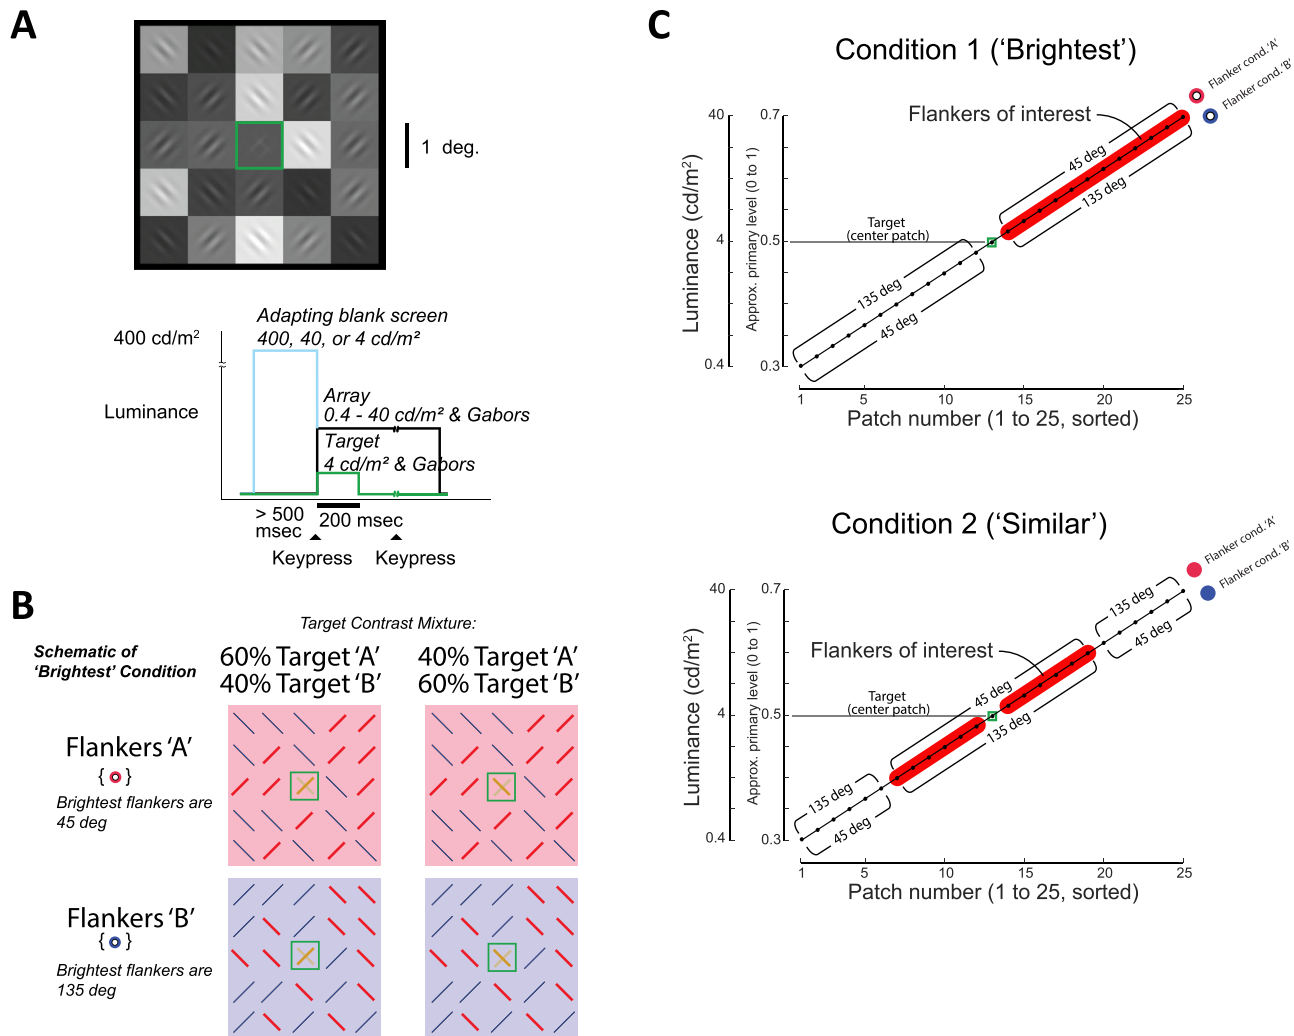 A
1 deg.
400 cd/m²
Adapting blank screen
400, 40, or 4 cd/m²
Luminance
Array
0.4 - 40 cd/m² & Gabors
Target
4 cd/m² & Gabors
> 500
msec
200 msec
Keypress
Keypress
B
Target Contrast Mixture:
Schematic of
'Brightest' Condition
60% Target 'A'
40% Target 'B'
40% Target 'A'
60% Target 'B'
Flankers 'A'
{ }
Brightest flankers are
45 deg
Flankers 'B'
{ }
Brightest flankers are
135 deg
C
Condition 1 ('Brightest')
Flanker cond. 'A'
Flanker cond. 'B'
Flankers of interest
40
4
0.4
Luminance (cd/m²)
0.7
0.5
0.3
Approx. primary level (0 to 1)
45 deg
135 deg
Target
(center patch)
135 deg
45 deg
1
5
10
15
20
25
Patch number (1 to 25, sorted)
Condition 2 ('Similar')
Flanker cond. 'A'
Flanker cond. 'B'
Flankers of interest
40
4
0.4
Luminance (cd/m²)
0.7
0.5
0.3
Approx. primary level (0 to 1)
135 deg
45 deg
45 deg
135 deg
Target
(center patch)
135 deg
45 deg
1
5
10
15
20
25
Patch number (1 to 25, sorted)